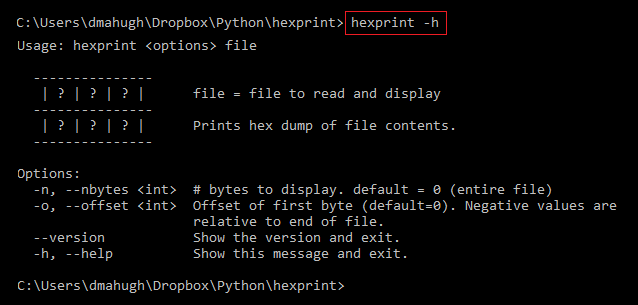 C:\Users\dmahugh\Dropbox\Python\hexprint> hexprint -h
Usage: hexprint <options> file
---------------
| ? | ? | ? |      file = file to read and display
---------------
| ? | ? | ? |      Prints hex dump of file contents.
---------------
Options:
-n, --nbytes <int>  # bytes to display. default = 0 (entire file)
-o, --offset <int>  Offset of first byte (default=0). Negative values are
relative to end of file.
--version           Show the version and exit.
-h, --help          Show this message and exit.
C:\Users\dmahugh\Dropbox\Python\hexprint>